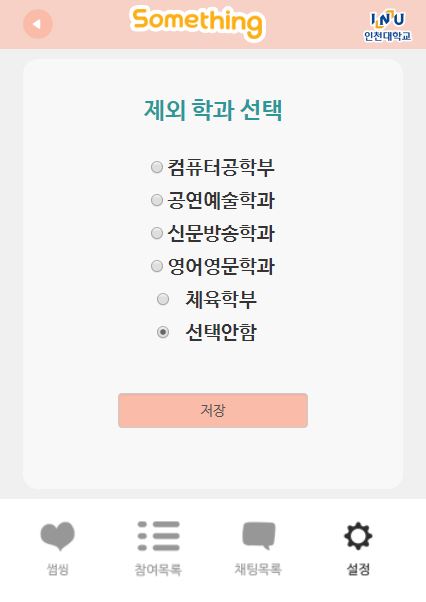 Something
INU
인천대학교
제외 학과 선택
컴퓨터공학부
공연예술학과
신문방송학과
영어영문학과
체육학부
선택안함
저장
썸씽
참여목록
채팅목록
설정